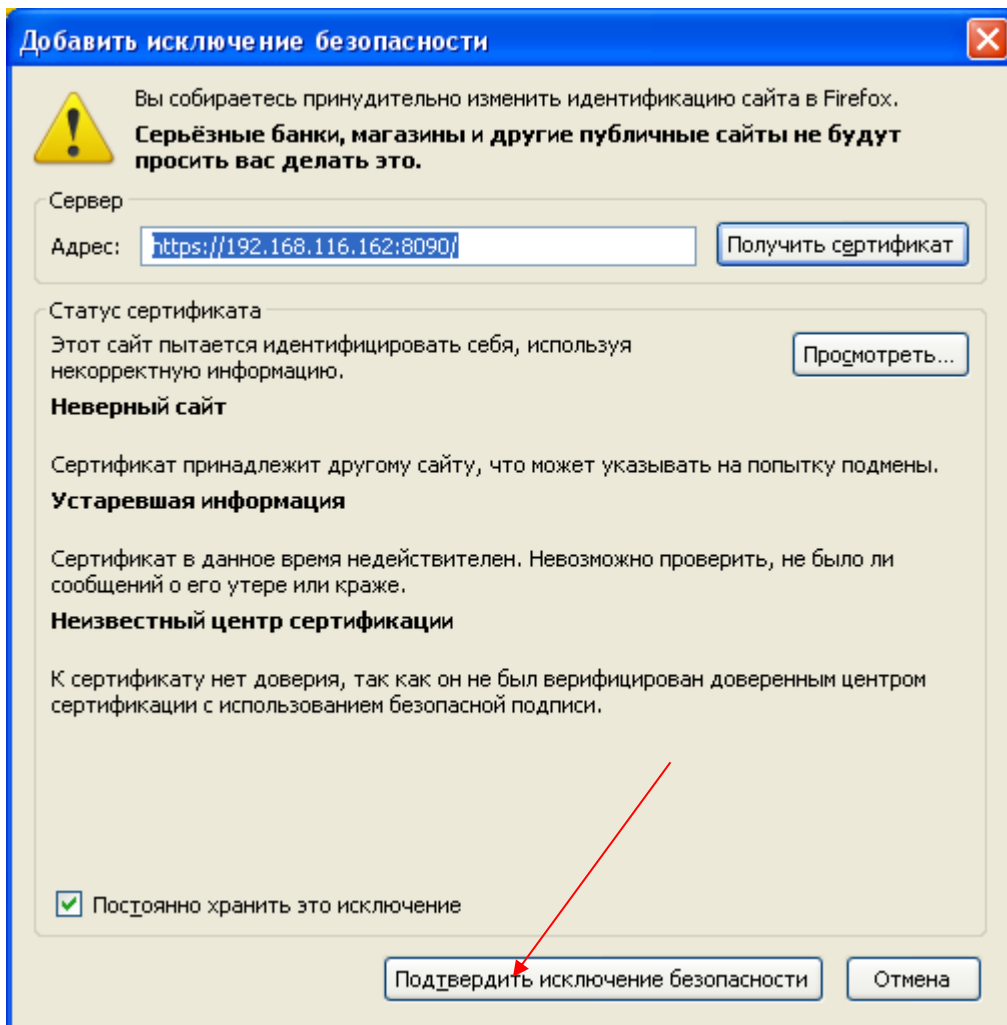 Добавить исключение безопасности
Вы собираетесь принудительно изменить идентификацию сайта в Firefox.
Серьёзные банки, магазины и другие публичные сайты не будут
просить вас делать это.
Сервер
Адрес: https://192.168.116.162:8090/ Получить сертификат
Статус сертификата
Этот сайт пытается идентифицировать себя, используя
некорректную информацию.
Просмотреть...
Неверный сайт
Сертификат принадлежит другому сайту, что может указывать на попытку подмены.
Устаревшая информация
Сертификат в данное время недействителен. Невозможно проверить, не было ли
сообщений о его утере или краже.
Неизвестный центр сертификации
К сертификату нет доверия, так как он не был верифицирован доверенным центром
сертификации с использованием безопасной подписи.
Постоянно хранить это исключение
Подтвердить исключение безопасности Отмена